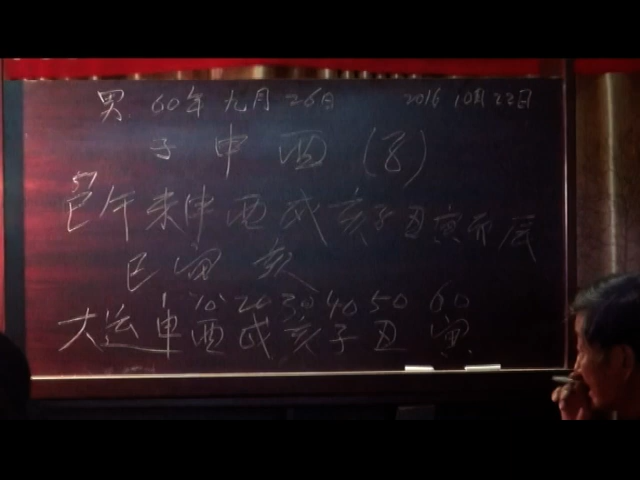 男 60年 九月 26日 2016 10月 22日
子 申 酉 (子)
51
巳午未申酉戌亥子丑寅卯辰
巳 亥
1 10 20 30 40 50 60
大运 申 酉 戌 亥 子 丑 寅